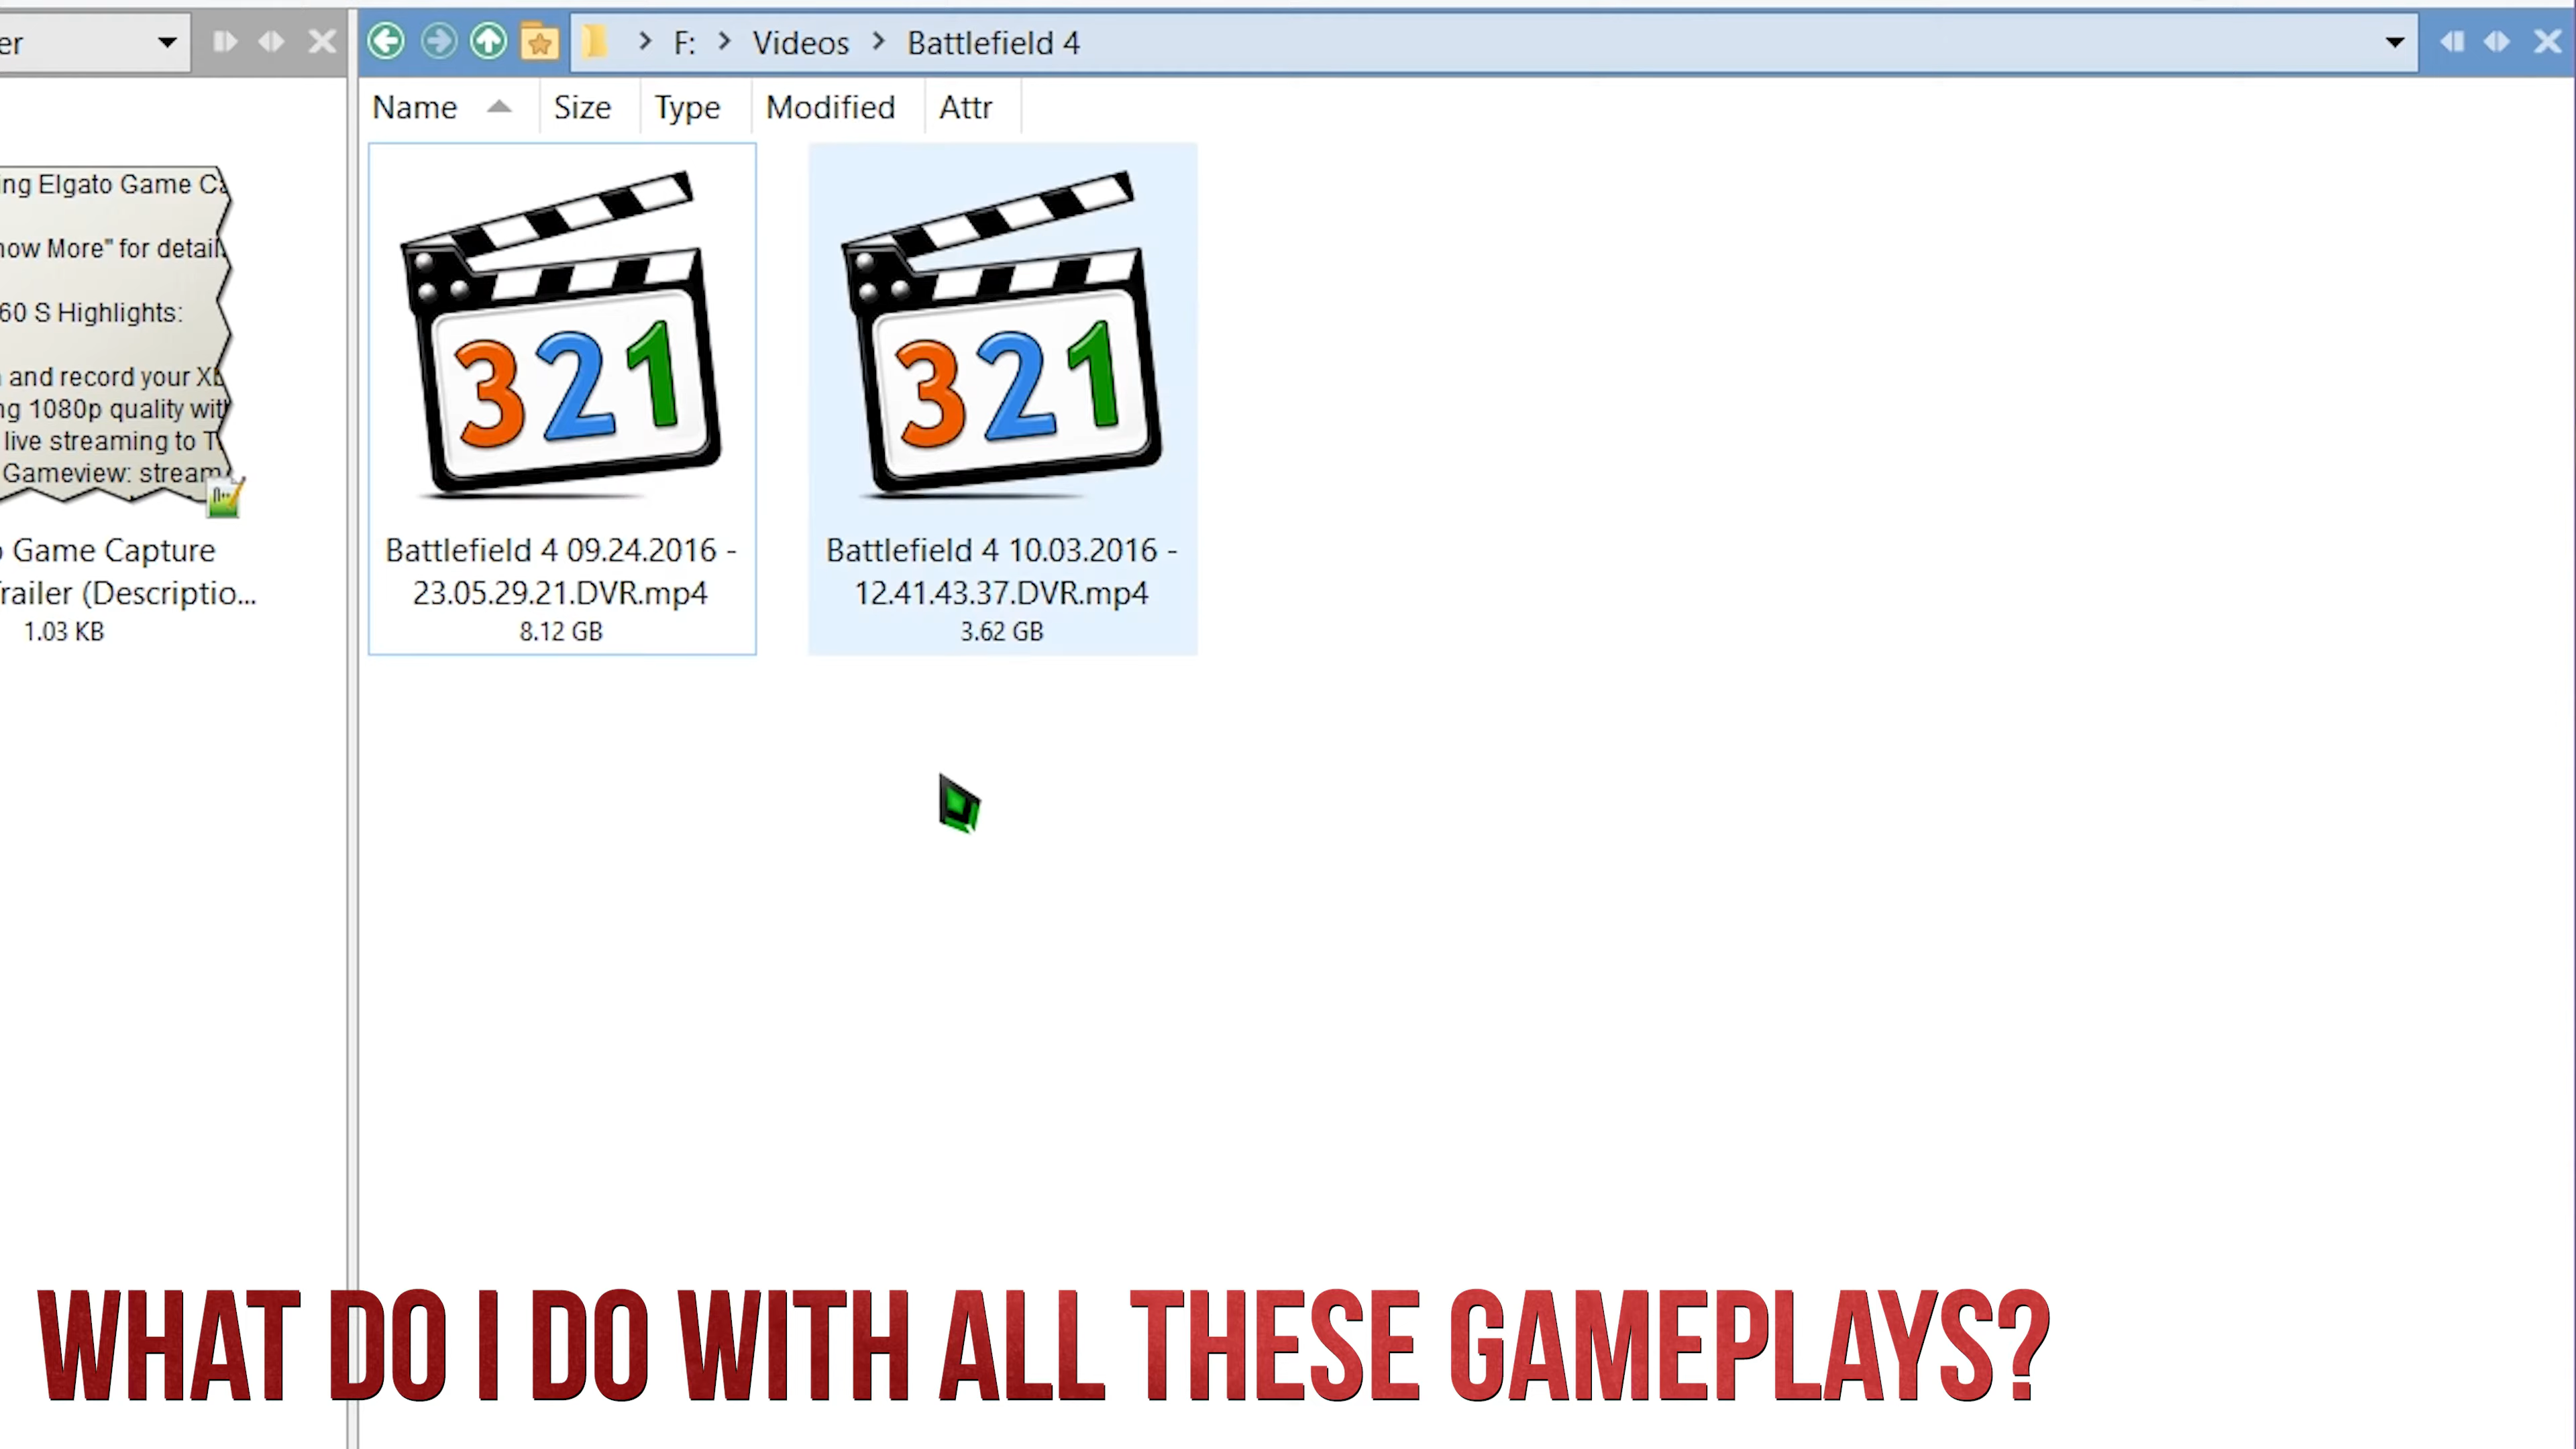 er
F:
Videos
Battlefield 4
Name
Size
Type
Modified
Attr
ing Elgato Game
now More" for detail
60 S Highlights:
and record your
ng 1080p quality with
live streaming to
Gameview: stream
Game Capture
railer (Descriptio...
1.03 KB
321
Battlefield 4 09.24.2016 -
23.05.29.21.DVR.mp4
8.12 GB
321
Battlefield 4 10.03.2016 -
12.41.43.37.DVR.mp4
3.62 GB
WHAT DO I DO WITH ALL THESE GAMEPLAYS?